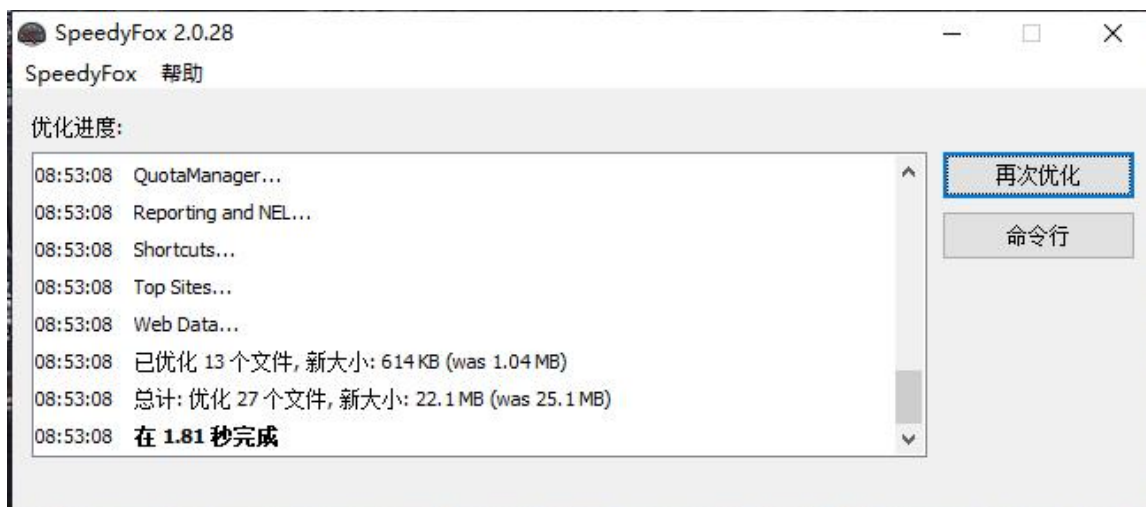 SpeedyFox 2.0.28
SpeedyFox 帮助
优化进度:
08:53:08 QuotaManager...
08:53:08 Reporting and NEL...
08:53:08 Shortcuts...
08:53:08 Top Sites...
08:53:08 Web Data...
08:53:08 已优化 13 个文件, 新大小: 614 KB (was 1.04 MB)
08:53:08 总计: 优化 27 个文件, 新大小: 22.1 MB (was 25.1 MB)
08:53:08 在 1.81 秒完成
再次优化
命令行